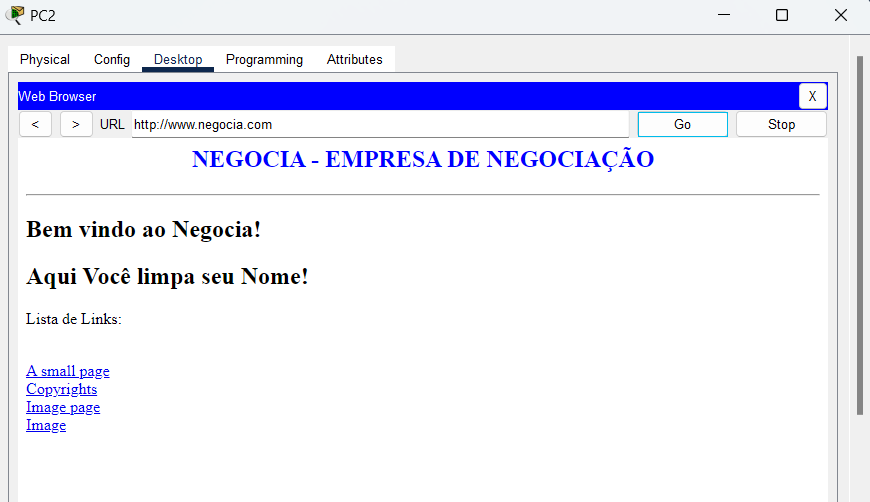 PC2
Physical Config Desktop Programming Attributes
Web Browser X
< > URL http://www.negocia.com Go Stop
NEGOCIA - EMPRESA DE NEGOCIAÇÃO
Bem vindo ao Negocia!
Aqui Você limpa seu Nome!
Lista de Links:
A small page
Copyrights
Image page
Image